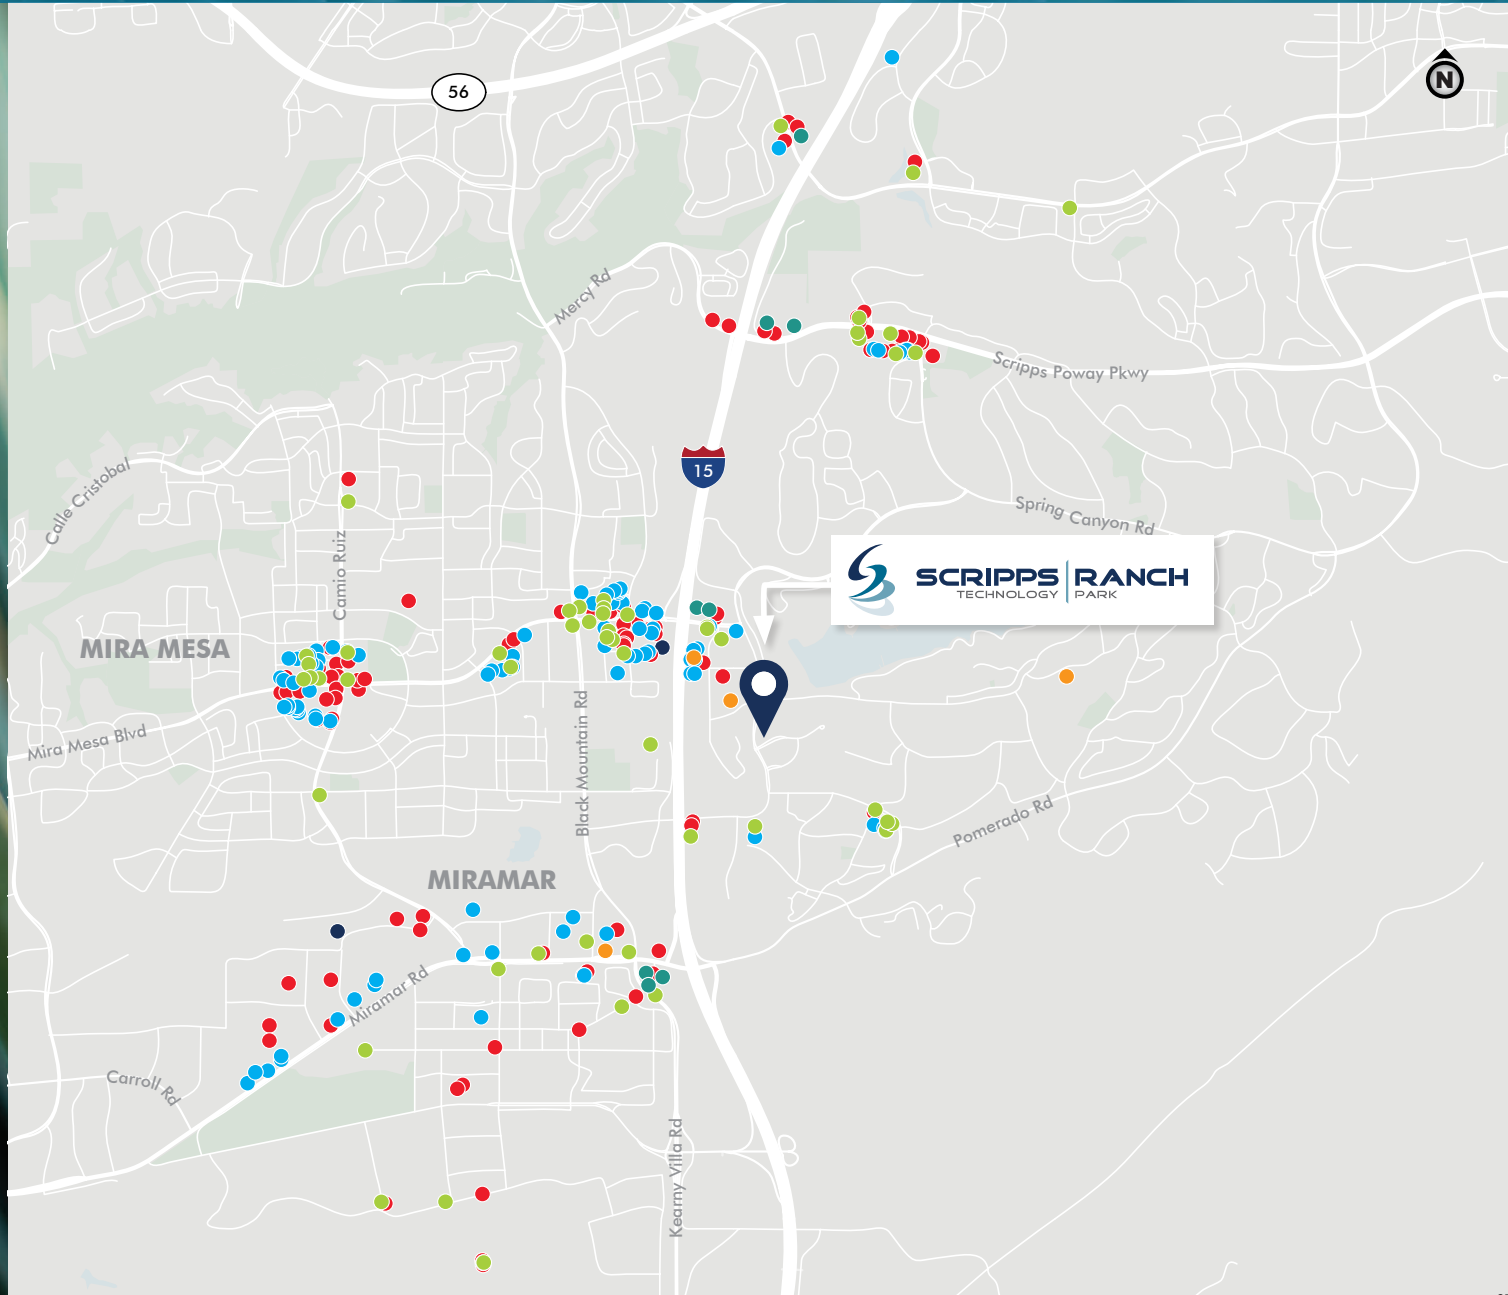 56
N
Mercy Rd
Scripps Poway Pkwy
15
Calle Cristobal
Spring Canyon Rd
Camio Ruiz
SCRIPPS RANCH
TECHNOLOGY PARK
MIRA MESA
Mira Mesa Blvd
Black Mountain Rd
Pomerado Rd
MIRAMAR
Miramar Rd
Carroll Rd
Kearny Villa Rd